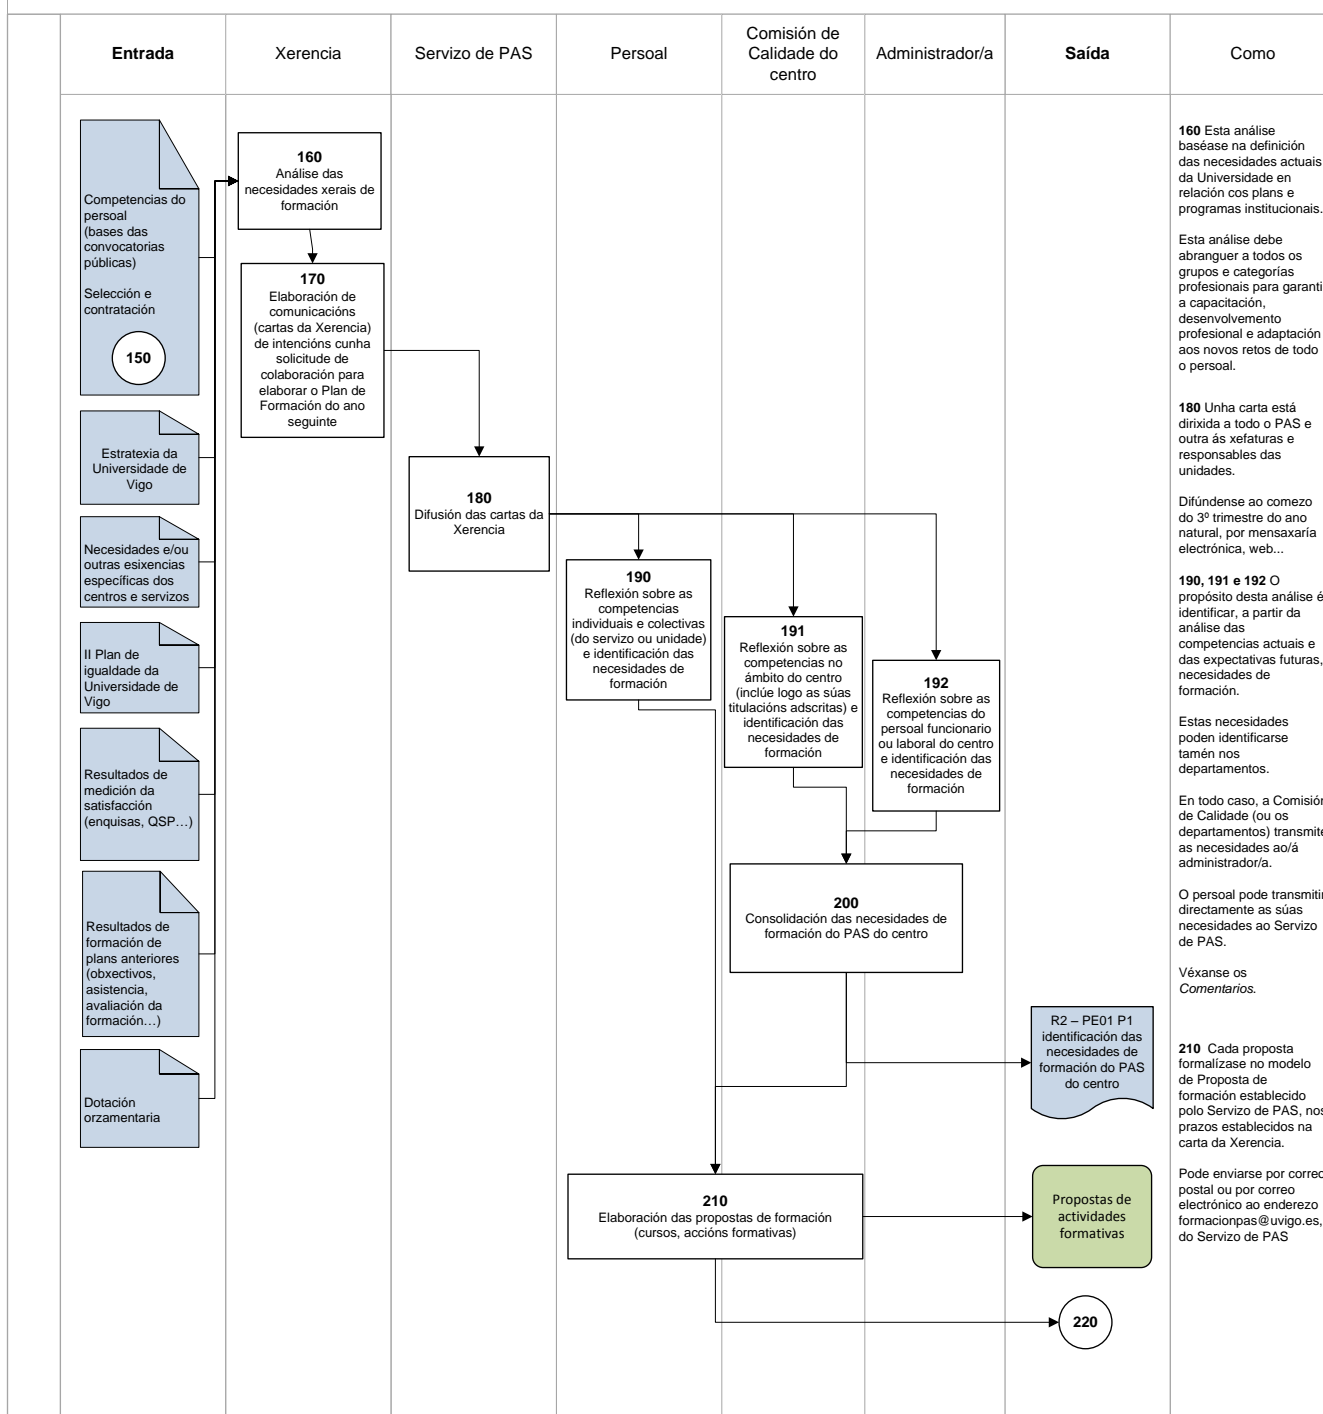 Entrada
Xerencia
Servizo de PAS
Persoal
Comisión de
Calidade do
centro
Administrador/a
Saída
Como
Competencias do
persoal
(bases das
convocatorias
públicas)
Selección e
contratación
150
Estratexia da
Universidade de
Vigo
Necesidades e/ou
outras esixencias
específicas dos
centros e servizos
II Plan de
igualdade da
Universidade de
Vigo
Resultados de
medición da
satisfacción
(enquisas, QSP…)
Resultados de
formación de
plans anteriores
(obxectivos,
asistencia,
avaliación da
formación…)
Dotación
orzamentaria
160
Análise das
necesidades xerais de
formación
170
Elaboración de
comunicacións
(cartas da Xerencia)
de intencións cunha
solicitude de
colaboración para
elaborar o Plan de
Formación do ano
seguinte
180
Difusión das cartas da
Xerencia
190
Reflexión sobre as
competencias
individuais e colectivas
(do servizo ou unidade)
e identificación das
necesidades de
formación
191
Reflexión sobre as
competencias no
ámbito do centro
(inclúe logo as súas
titulacións adscritas) e
identificación das
necesidades de
formación
192
Reflexión sobre as
competencias do
persoal funcionario
ou laboral do centro
e identificación das
necesidades de
formación
200
Consolidación das necesidades de
formación do PAS do centro
R2 – PE01 P1
identificación das
necesidades de
formación do PAS
do centro
210
Elaboración das propostas de formación
(cursos, accións formativas)
Propostas de
actividades
formativas
220
160 Esta análise
baséase na definición
das necesidades actuais
da Universidade en
relación cos plans e
programas institucionais.
Esta análise debe
abranguer a todos os
grupos e categorías
profesionais para garanti
a capacitación,
desenvolvemento
profesional e adaptación
aos novos retos de todo
o persoal.
180 Unha carta está
dirixida a todo o PAS e
outra ás xefaturas e
responsables das
unidades.
Difúndense ao comezo
do 3º trimestre do ano
natural, por mensaxaría
electrónica, web...
190, 191 e 192 O
propósito desta análise é
identificar, a partir da
análise das
competencias actuais e
das expectativas futuras,
necesidades de
formación.
Estas necesidades
poden identificarse
tamén nos
departamentos.
En todo caso, a Comisión
de Calidade (ou os
departamentos) transmite
as necesidades ao/á
administrador/a.
O persoal pode transmitir
directamente as súas
necesidades ao Servizo
de PAS.
Véxanse os
Comentarios.
210 Cada proposta
formalízase no modelo
de Proposta de
formación establecido
polo Servizo de PAS, nos
prazos establecidos na
carta da Xerencia.
Pode enviarse por correo
postal ou por correo
electrónico ao enderezo
formacionpas@uvigo.es,
do Servizo de PAS